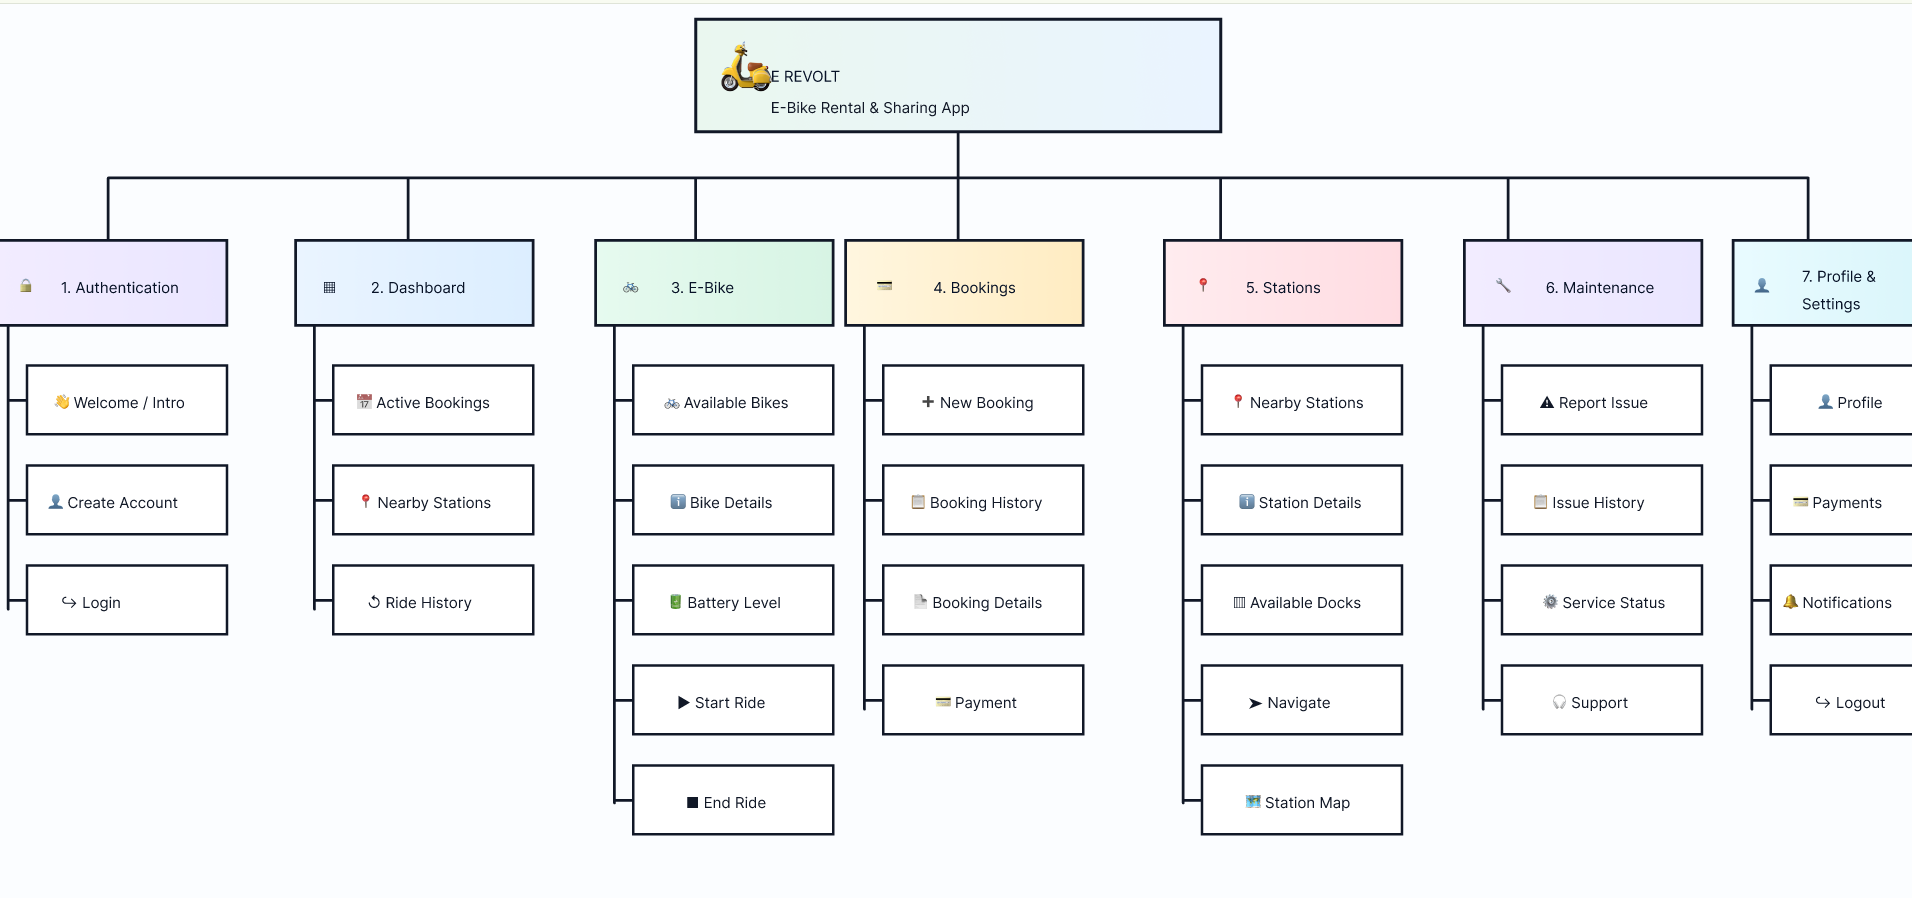 E REVOLT
E-Bike Rental & Sharing App
1. Authentication
Welcome / Intro
Create Account
Login
2. Dashboard
Active Bookings
Nearby Stations
Ride History
3. E-Bike
Available Bikes
Bike Details
Battery Level
Start Ride
End Ride
4. Bookings
New Booking
Booking History
Booking Details
Payment
5. Stations
Nearby Stations
Station Details
Available Docks
Navigate
Station Map
6. Maintenance
Report Issue
Issue History
Service Status
Support
7. Profile &
Settings
Profile
Payments
Notifications
Logout